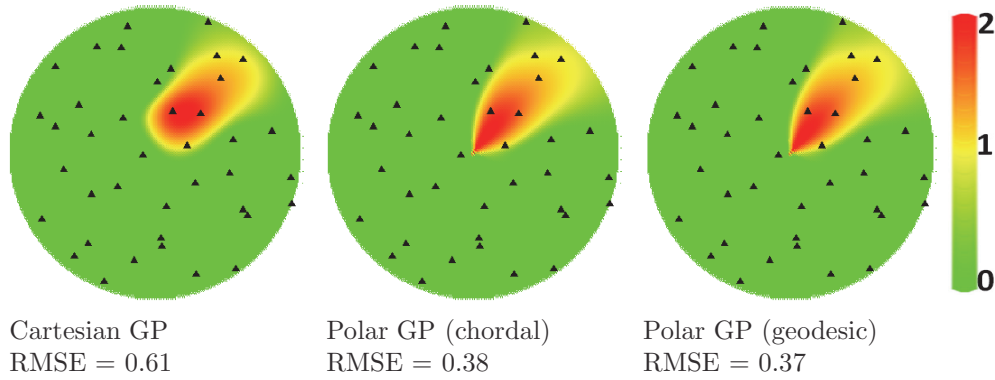 2
1
0
Cartesian GP
RMSE = 0.61
Polar GP (chordal)
RMSE = 0.38
Polar GP (geodesic)
RMSE = 0.37